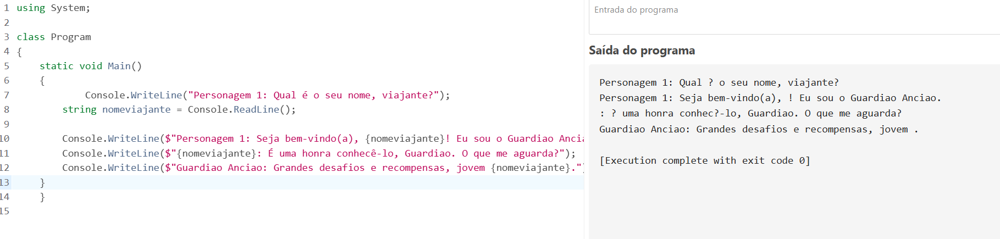 1 using System;
2
3 class Program
4 {
5 static void Main()
6 {
7 Console.WriteLine("Personagem 1: Qual é o seu nome, viajante?");
8 string nomeviajante = Console.ReadLine();
9
10 Console.WriteLine($"Personagem 1: Seja bem-vindo(a), {nomeviajante}! Eu sou o Guardiao
11 Console.WriteLine($"{nomeviajante}: É uma honra conhecê-lo, Guardiao. O que me aguarda?");
12 Console.WriteLine($"Guardiao Anciao: Grandes desafios e recompensas, jovem {nomeviajante}."
13 }
14 }
15
Entrada do programa
Saída do programa
Personagem 1: Qual ? o seu nome, viajante?
Personagem 1: Seja bem-vindo(a), ! Eu sou o Guardiao Anciao.
: ? uma honra conhec?-lo, Guardiao. O que me aguarda?
Guardiao Anciao: Grandes desafios e recompensas, jovem .
[Execution complete with exit code 0]